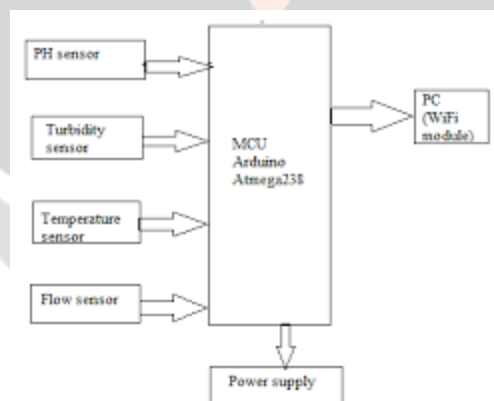 PH sensor
Turbidity
sensor
Temperature
sensor
Flow sensor
MCU
Arduino
Atmega238
PC
(WiFi
module)
Power supply